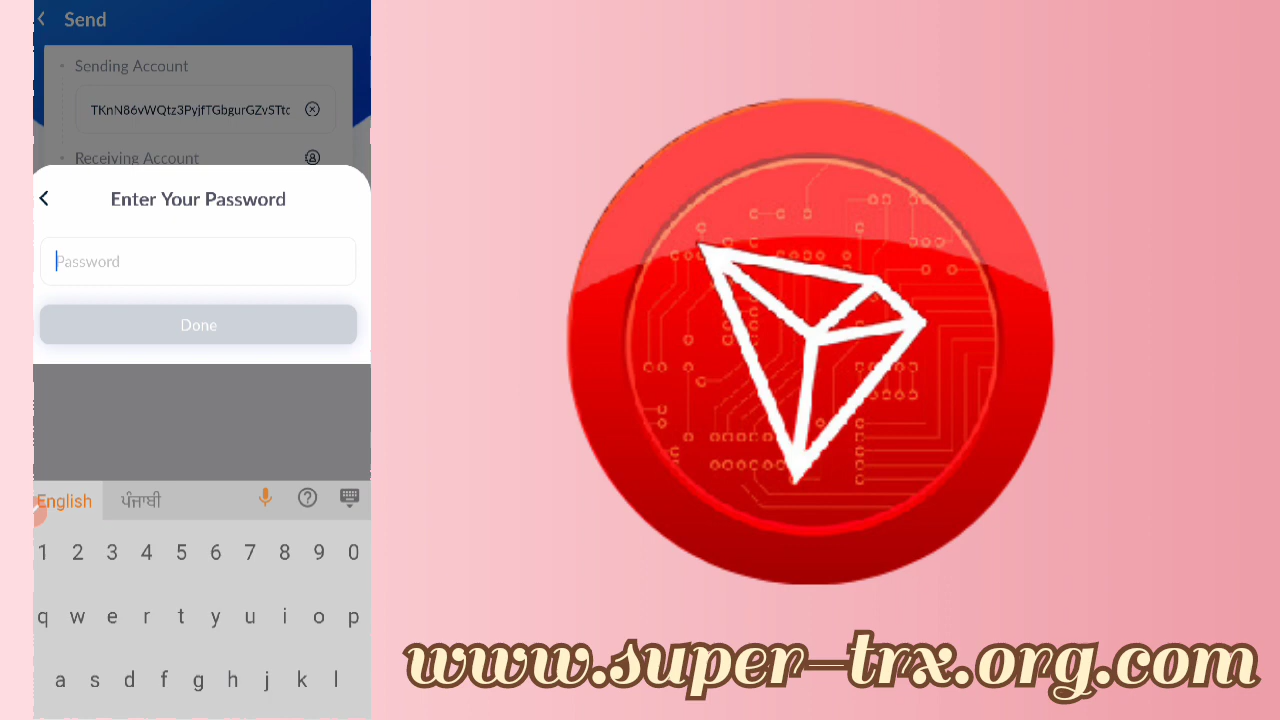 Send
Sending Account
TKnN86vWQtz3PyjfTGbgurGZvSTtc
Receiving Account
Enter Your Password
Password
Done
English ਪੰਜਾਬੀ
1 2 3 4 5 6 7 8 9 0
q w e r t y u i o p
a s d f g h j k l
www.super-trx.org.com